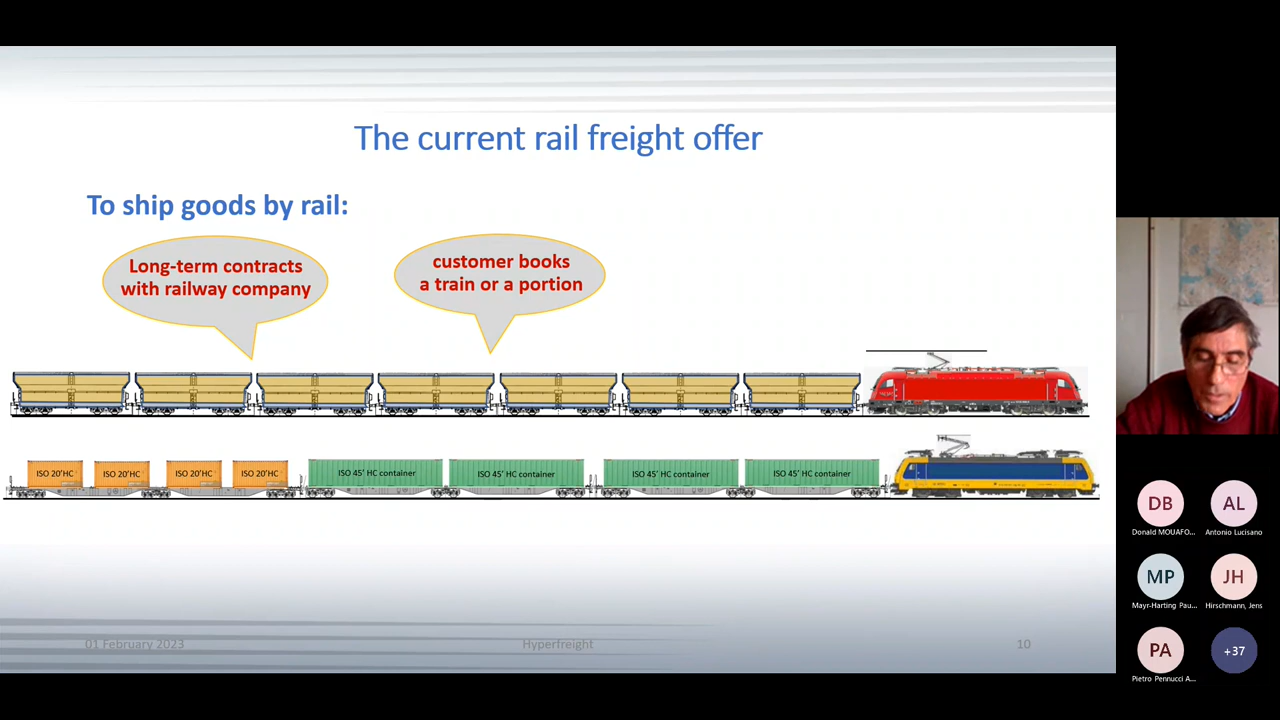 The current rail freight offer
To ship goods by rail:
Long-term contracts
with railway company
customer books
a train or a portion
ISO 20'HC
ISO 20'HC
ISO 20'HC
ISO 20'HC
ISO 45' HC container
ISO 45' HC container
ISO 45' HC container
ISO 45' HC container
01 February 2023
Hyperfreight
10
DB
AL
Donald MOUAFO...
Antonio Lucisano
MP
JH
Mayr-Harting Pau...
Hirschmann, Jens
PA
+37
Pietro Pennucci A...